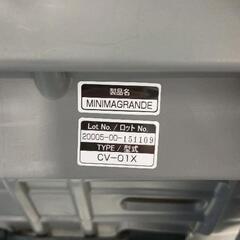 製品名
MINIMAGRANDE
Lot No. / ロット No.
20005-00-151109
TYPE / 型式
CV-01X